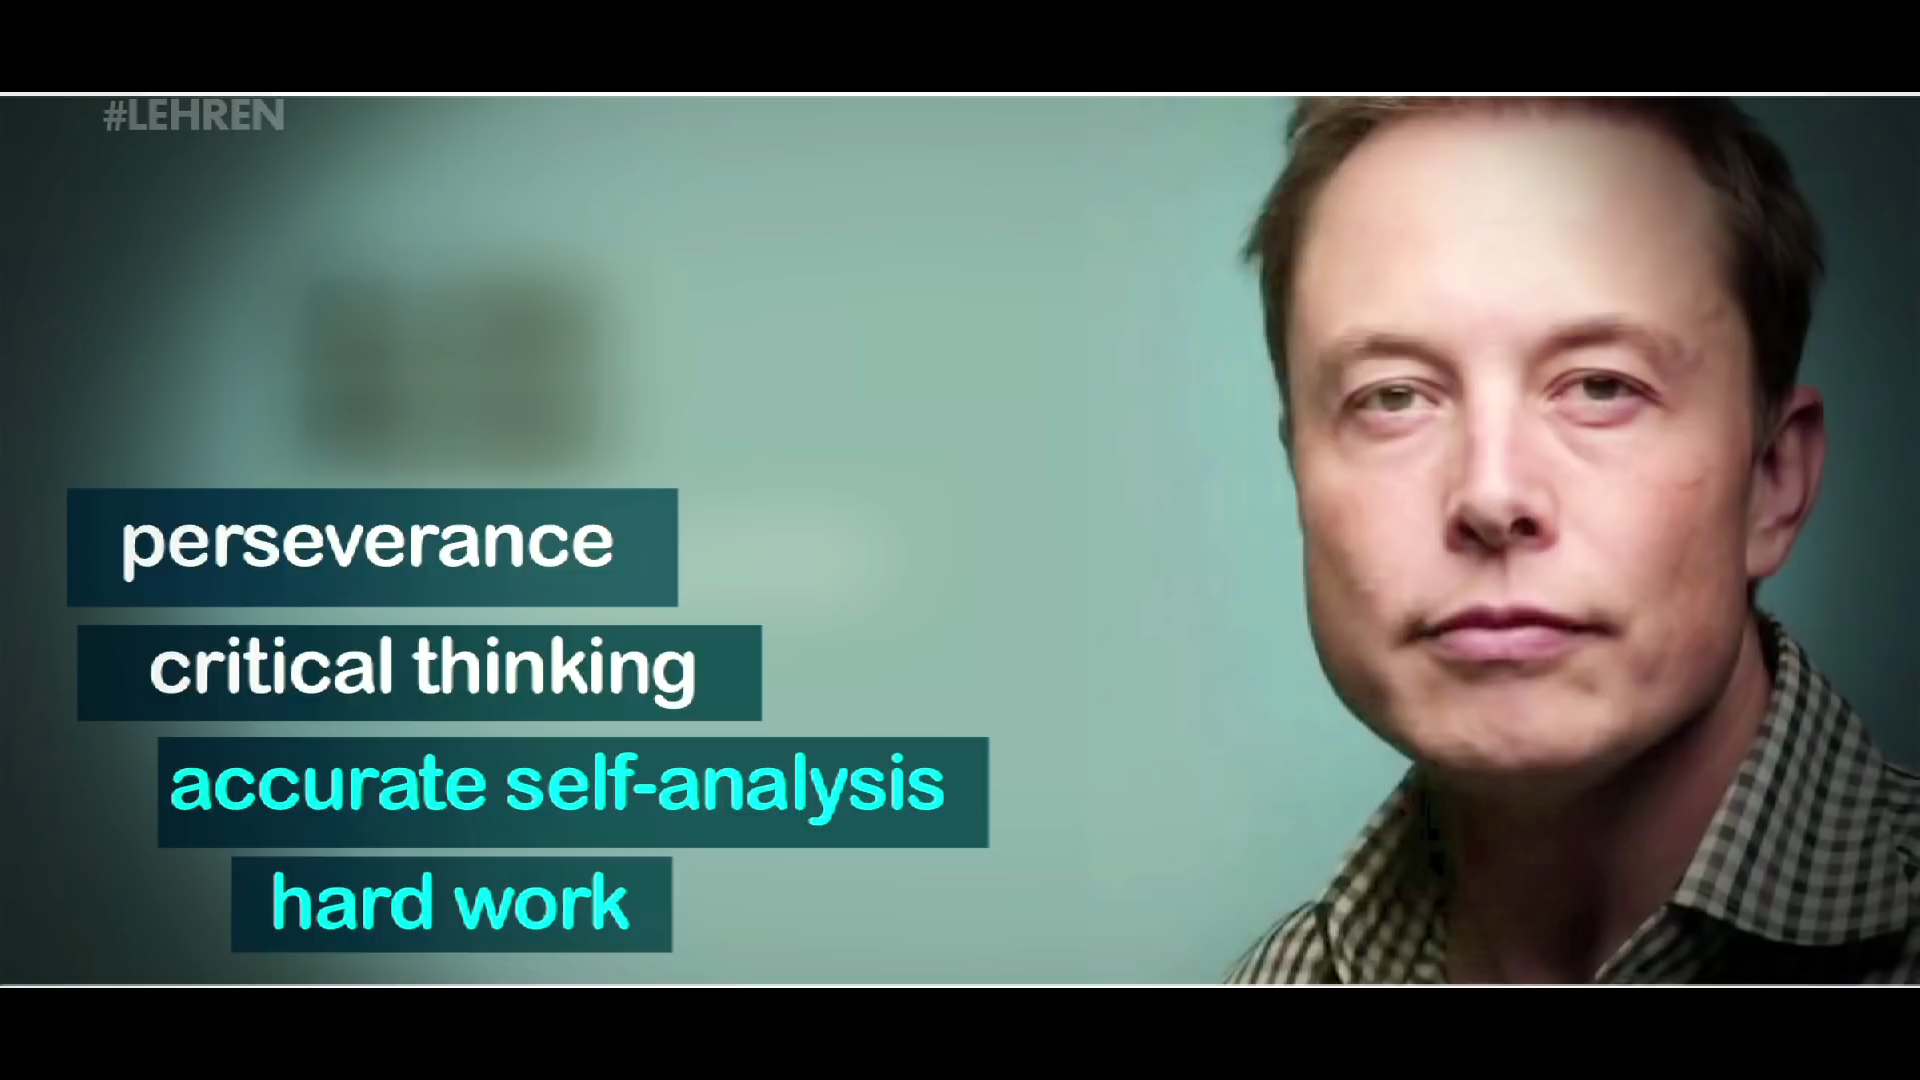 #LEHREN
perseverance
critical thinking
accurate self-analysis
hard work